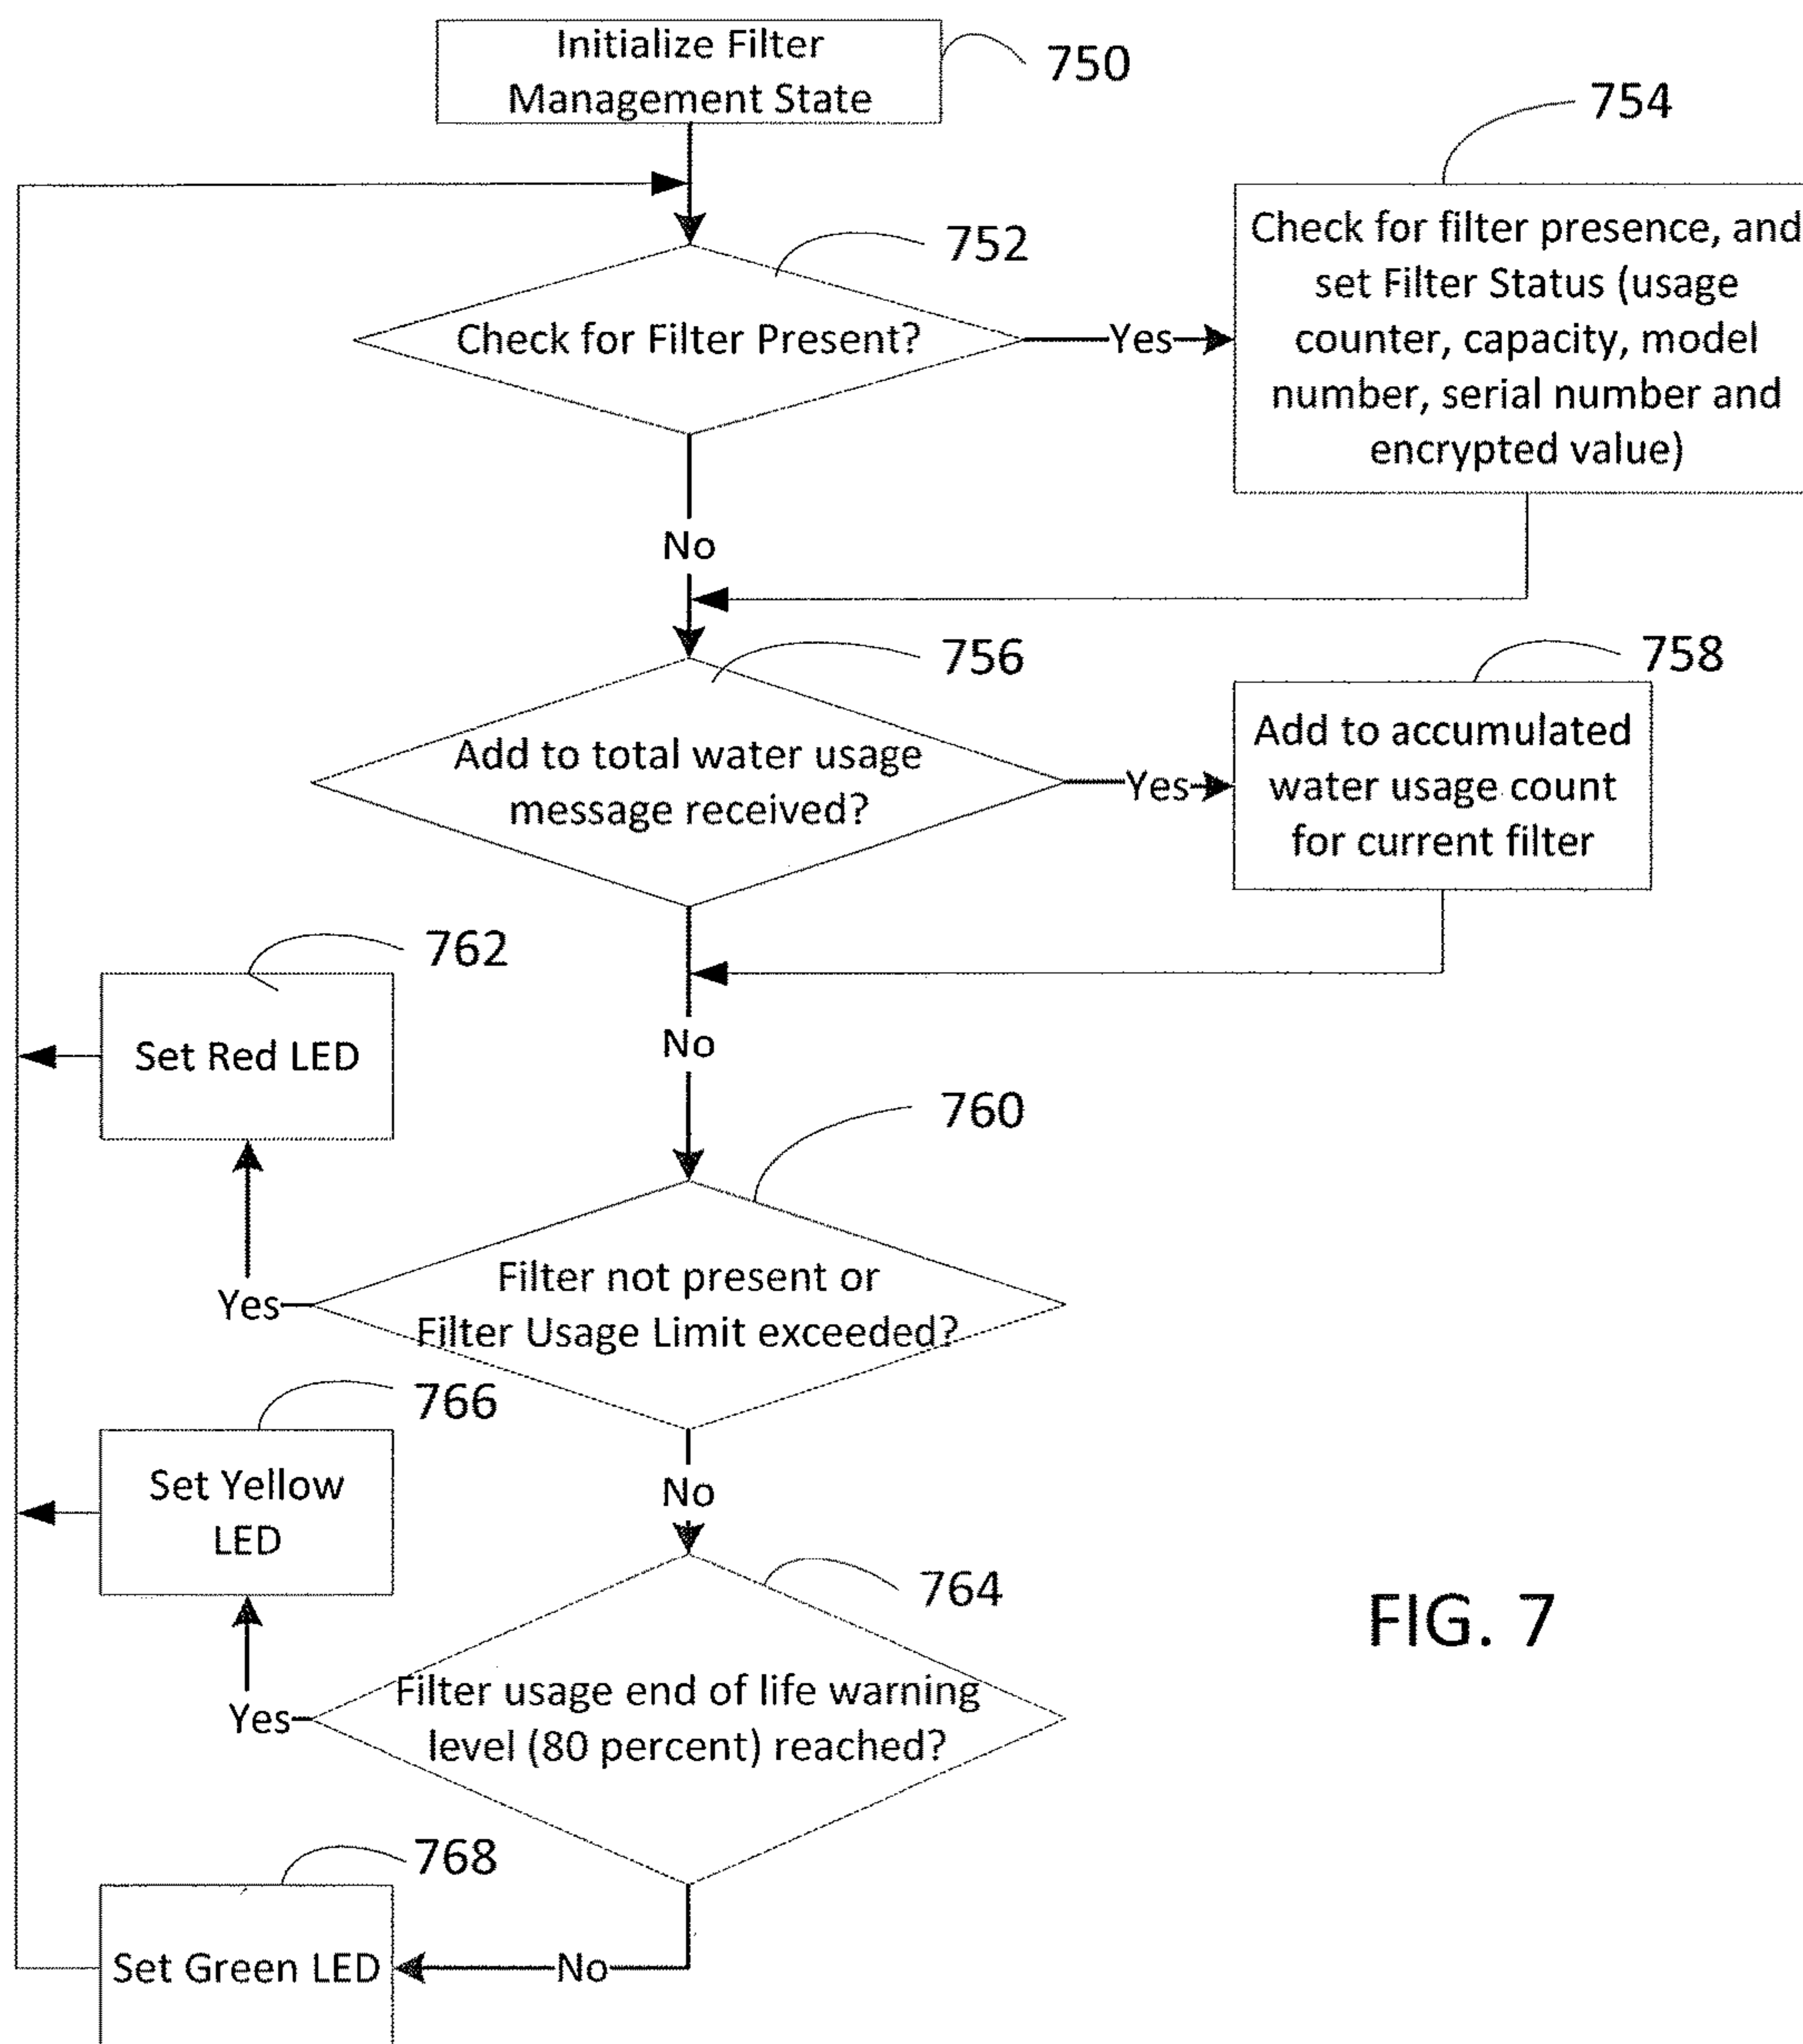 Initialize Filter
Management State
750
754
752
Check for Filter Present?
Yes
Check for filter presence, and
set Filter Status (usage
counter, capacity, model
number, serial number and
encrypted value)
No
756
758
Add to total water usage
message received?
Yes
Add to accumulated
water usage count
for current filter
762
Set Red LED
No
760
Filter not present or
Filter Usage Limit exceeded?
Yes
766
Set Yellow
LED
No
764
Filter usage end of life warning
level (80 percent) reached?
Yes
FIG. 7
768
Set Green LED
No